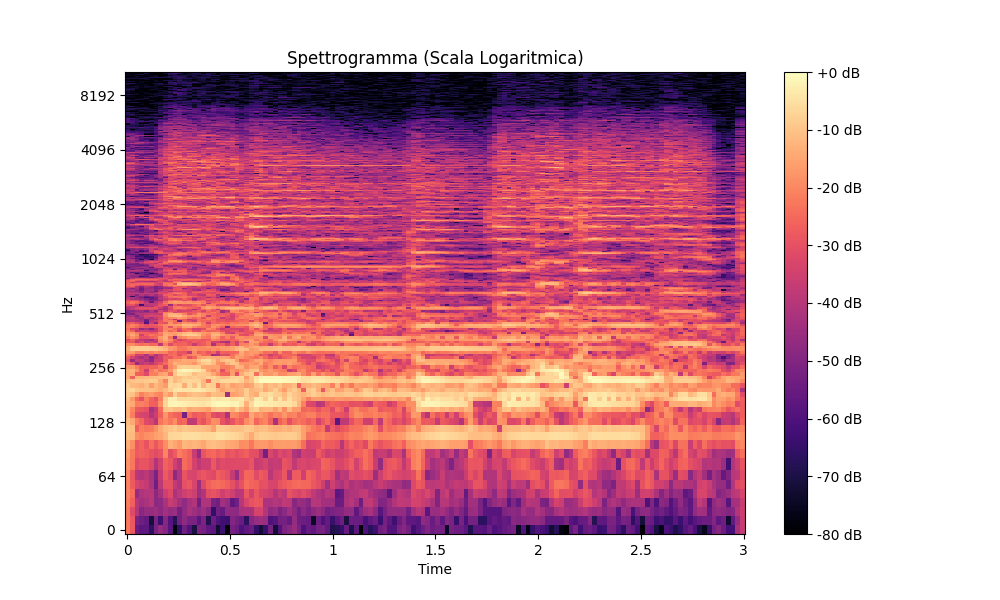 Spettrogramma (Scala Logaritmica)
Hz
8192
4096
2048
1024
512
256
128
64
0
0 0.5 1 1.5 2 2.5 3
Time
+0 dB
-10 dB
-20 dB
-30 dB
-40 dB
-50 dB
-60 dB
-70 dB
-80 dB